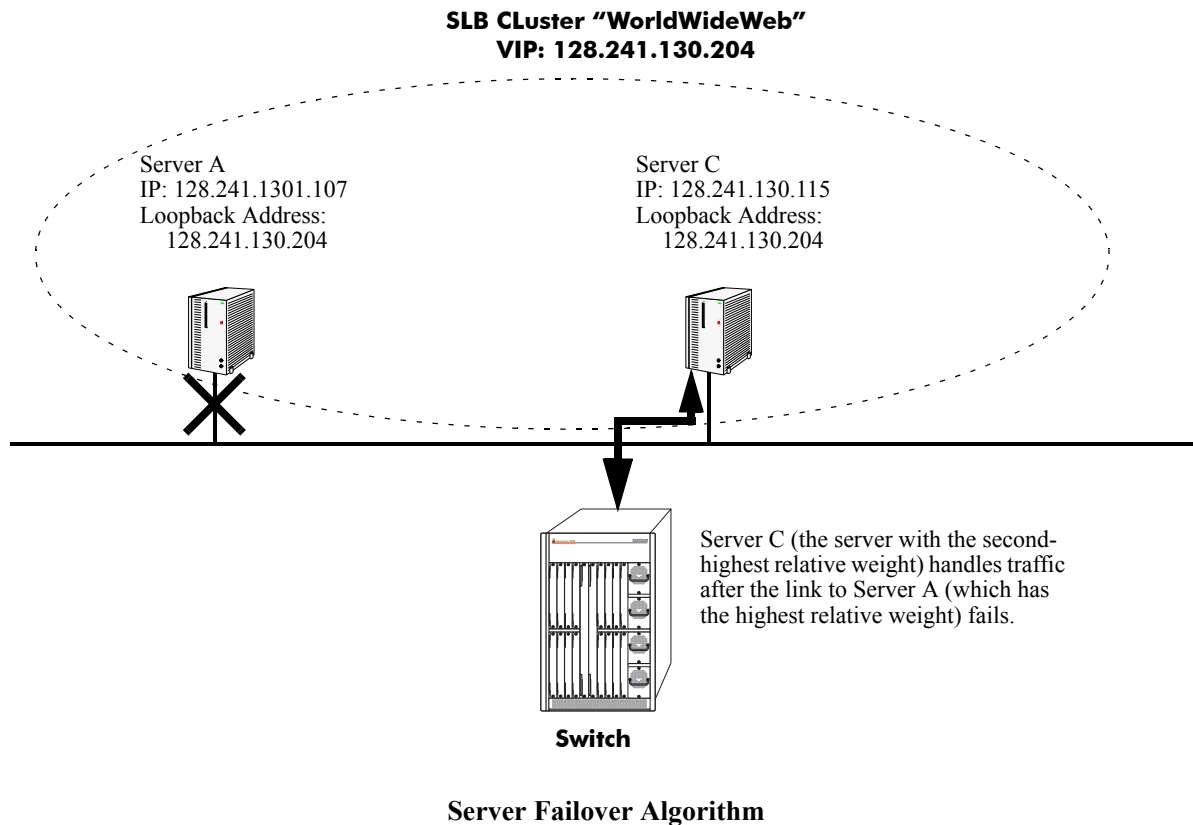 SLB CLuster “WorldWideWeb”
VIP: 128.241.130.204
Server A
IP: 128.241.1301.107
Loopback Address:
128.241.130.204
Server C
IP: 128.241.130.115
Loopback Address:
128.241.130.204
Server C (the server with the second-
highest relative weight) handles traffic
after the link to Server A (which has
the highest relative weight) fails.
Switch
Server Failover Algorithm